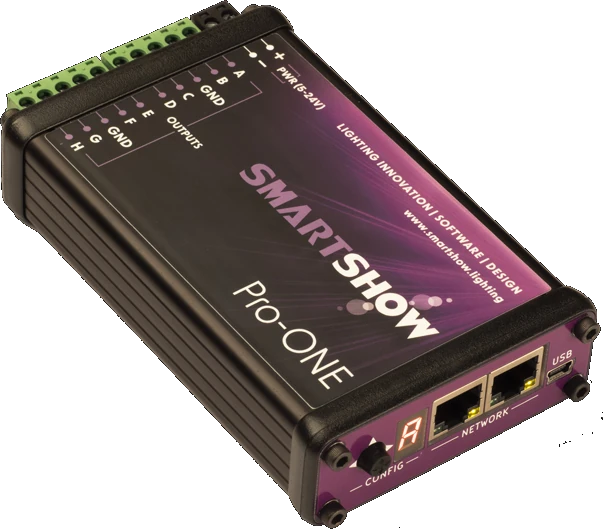 +
−
PWR (5-24V)
A
B
GND
C
D
E
F
GND
G
H
OUTPUTS
LIGHTING INNOVATION | SOFTWARE | DESIGN
www.smartshow.lighting
SMARTSHOW
Pro-ONE
CONFIG
A
NETWORK
USB